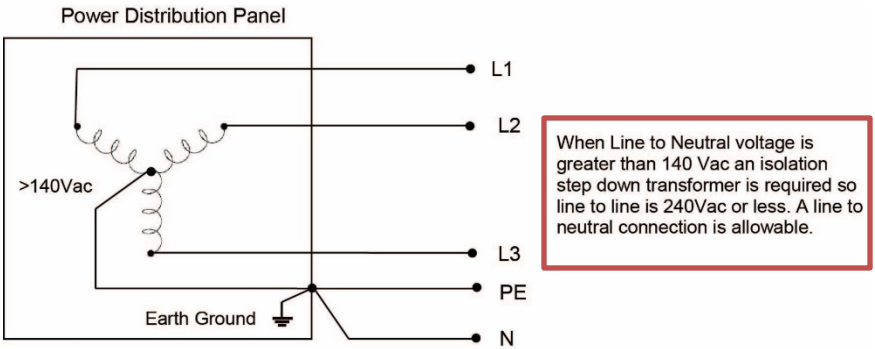 Power Distribution Panel
L1
L2
>140Vac
When Line to Neutral voltage is
greater than 140 Vac an isolation
step down transformer is required so
line to line is 240Vac or less. A line to
neutral connection is allowable.
L3
PE
Earth Ground
N